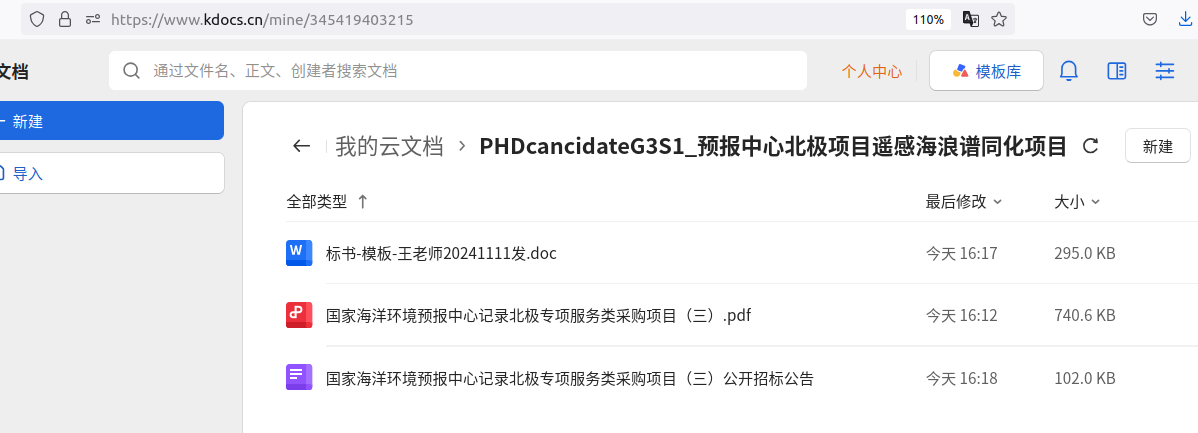 https://www.kdocs.cn/mine/345419403215 110%
文档 通过文件名、正文、创建者搜索文档 个人中心 模板库
新建
导入
我的云文档 > PHDcancidateG3S1_预报中心北极项目遥感海浪谱同化项目 新建
全部类型 ↑ 最后修改 大小
标书-模板-王老师20241111发.doc 今天 16:17 295.0 KB
国家海洋环境预报中心记录北极专项服务类采购项目（三）.pdf 今天 16:12 740.6 KB
国家海洋环境预报中心记录北极专项服务类采购项目（三）公开招标公告 今天 16:18 102.0 KB